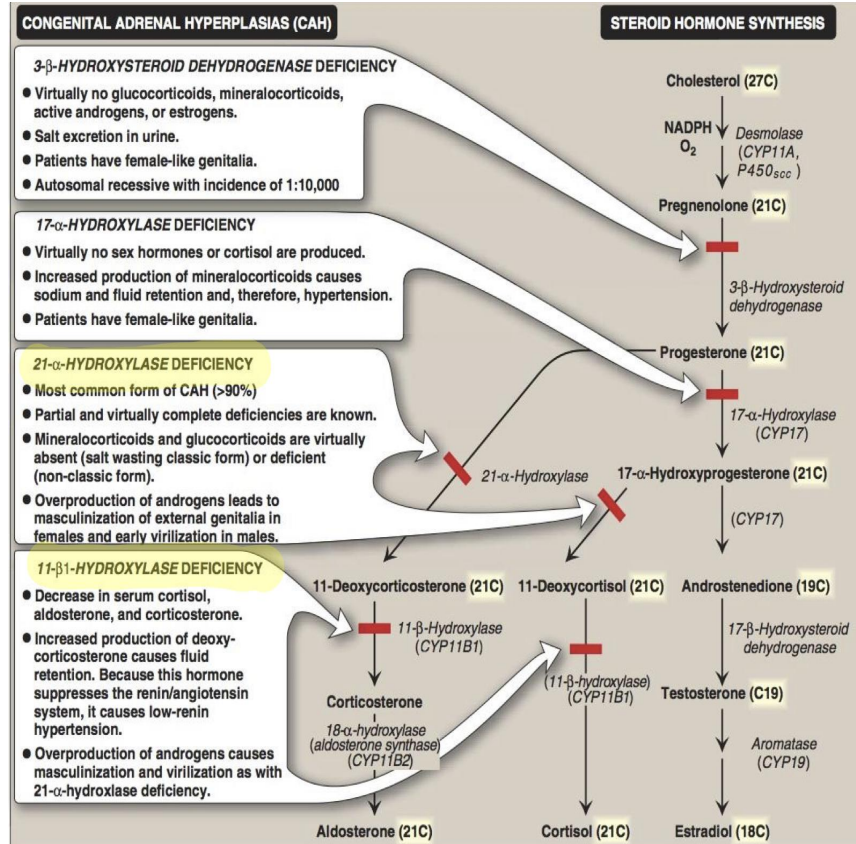 CONGENITAL ADRENAL HYPERPLASIAS (CAH)
3-β-HYDROXYSTEROID DEHYDROGENASE DEFICIENCY
● Virtually no glucocorticoids, mineralocorticoids,
active androgens, or estrogens.
● Salt excretion in urine.
● Patients have female-like genitalia.
● Autosomal recessive with incidence of 1:10,000
17-α-HYDROXYLASE DEFICIENCY
● Virtually no sex hormones or cortisol are produced.
● Increased production of mineralocorticoids causes
sodium and fluid retention and, therefore, hypertension.
● Patients have female-like genitalia.
21-α-HYDROXYLASE DEFICIENCY
● Most common form of CAH (>90%)
● Partial and virtually complete deficiencies are known.
● Mineralocorticoids and glucocorticoids are virtually
absent (salt wasting classic form) or deficient
(non-classic form).
● Overproduction of androgens leads to
masculinization of external genitalia in
females and early virilization in males.
11-β1-HYDROXYLASE DEFICIENCY
● Decrease in serum cortisol,
aldosterone, and corticosterone.
● Increased production of deoxy-
corticosterone causes fluid
retention. Because this hormone
suppresses the renin/angiotensin
system, it causes low-renin
hypertension.
● Overproduction of androgens causes
masculinization and virilization as with
21-α-hydroxlase deficiency.
STEROID HORMONE SYNTHESIS
Cholesterol (27C)
NADPH
O2
Desmolase
(CYP11A,
P450scc)
Pregnenolone (21C)
3-β-Hydroxysteroid
dehydrogenase
Progesterone (21C)
17-α-Hydroxylase
(CYP17)
21-α-Hydroxylase
17-α-Hydroxyprogesterone (21C)
(CYP17)
11-Deoxycorticosterone (21C)
11-Deoxycortisol (21C)
Androstenedione (19C)
11-β-Hydroxylase
(CYP11B1)
(11-β-hydroxylase)
(CYP11B1)
17-β-Hydroxysteroid
dehydrogenase
Corticosterone
Testosterone (C19)
18-α-hydroxylase
(aldosterone synthase)
(CYP11B2)
Aromatase
(CYP19)
Aldosterone (21C)
Cortisol (21C)
Estradiol (18C)